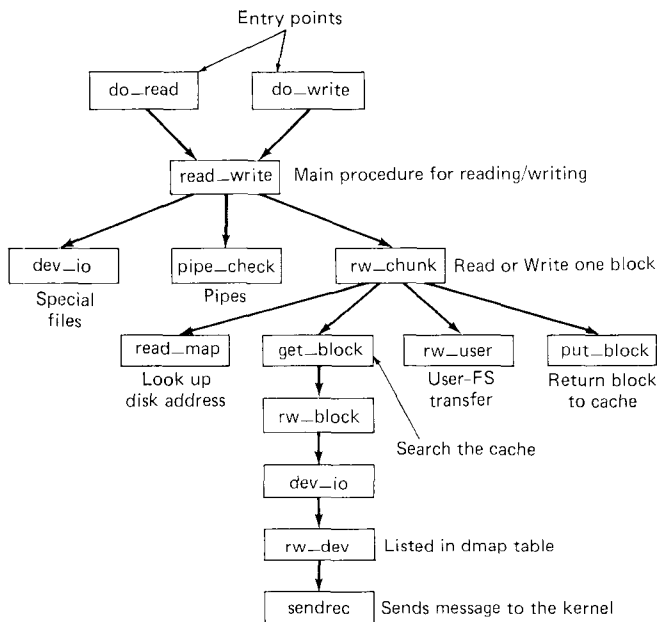 Entry points
do_read
do_write
read_write
Main procedure for reading/writing
dev_io
pipe_check
rw_chunk
Read or Write one block
Special
files
Pipes
read_map
get_block
rw_user
put_block
Look up
disk address
User-FS
transfer
Return block
to cache
rw_block
Search the cache
dev_io
rw_dev
Listed in dmap table
sendrec
Sends message to the kernel